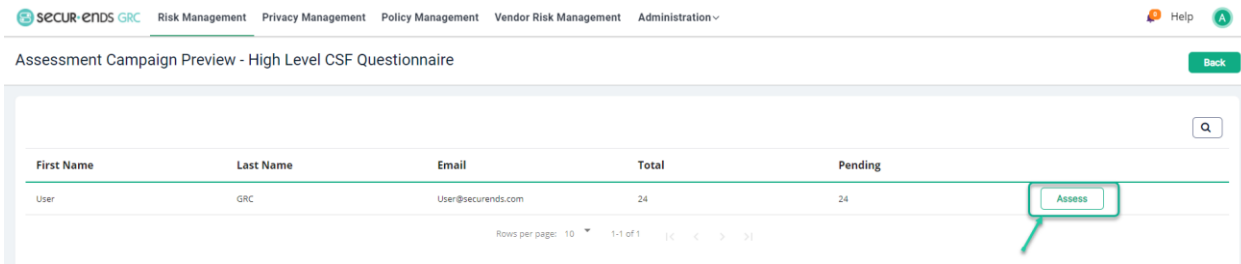 SECUR·ENDS GRC Risk Management Privacy Management Policy Management Vendor Risk Management Administration Help A
Assessment Campaign Preview - High Level CSF Questionnaire Back
First Name Last Name Email Total Pending
User GRC User@securends.com 24 24 Assess
Rows per page: 10 1-1 of 1